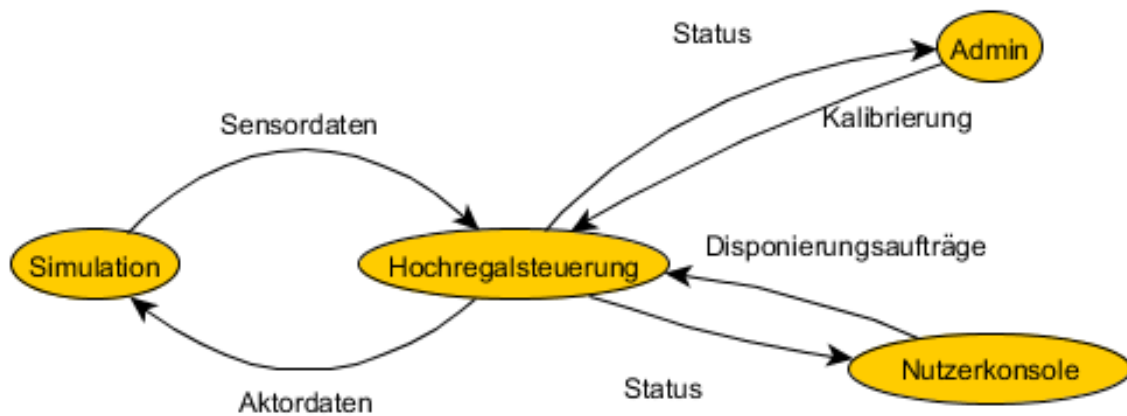 Status
Admin
Kalibrierung
Sensordaten
Simulation
Hochregalsteuerung
Disponierungsaufträge
Nutzerkonsole
Status
Aktordaten